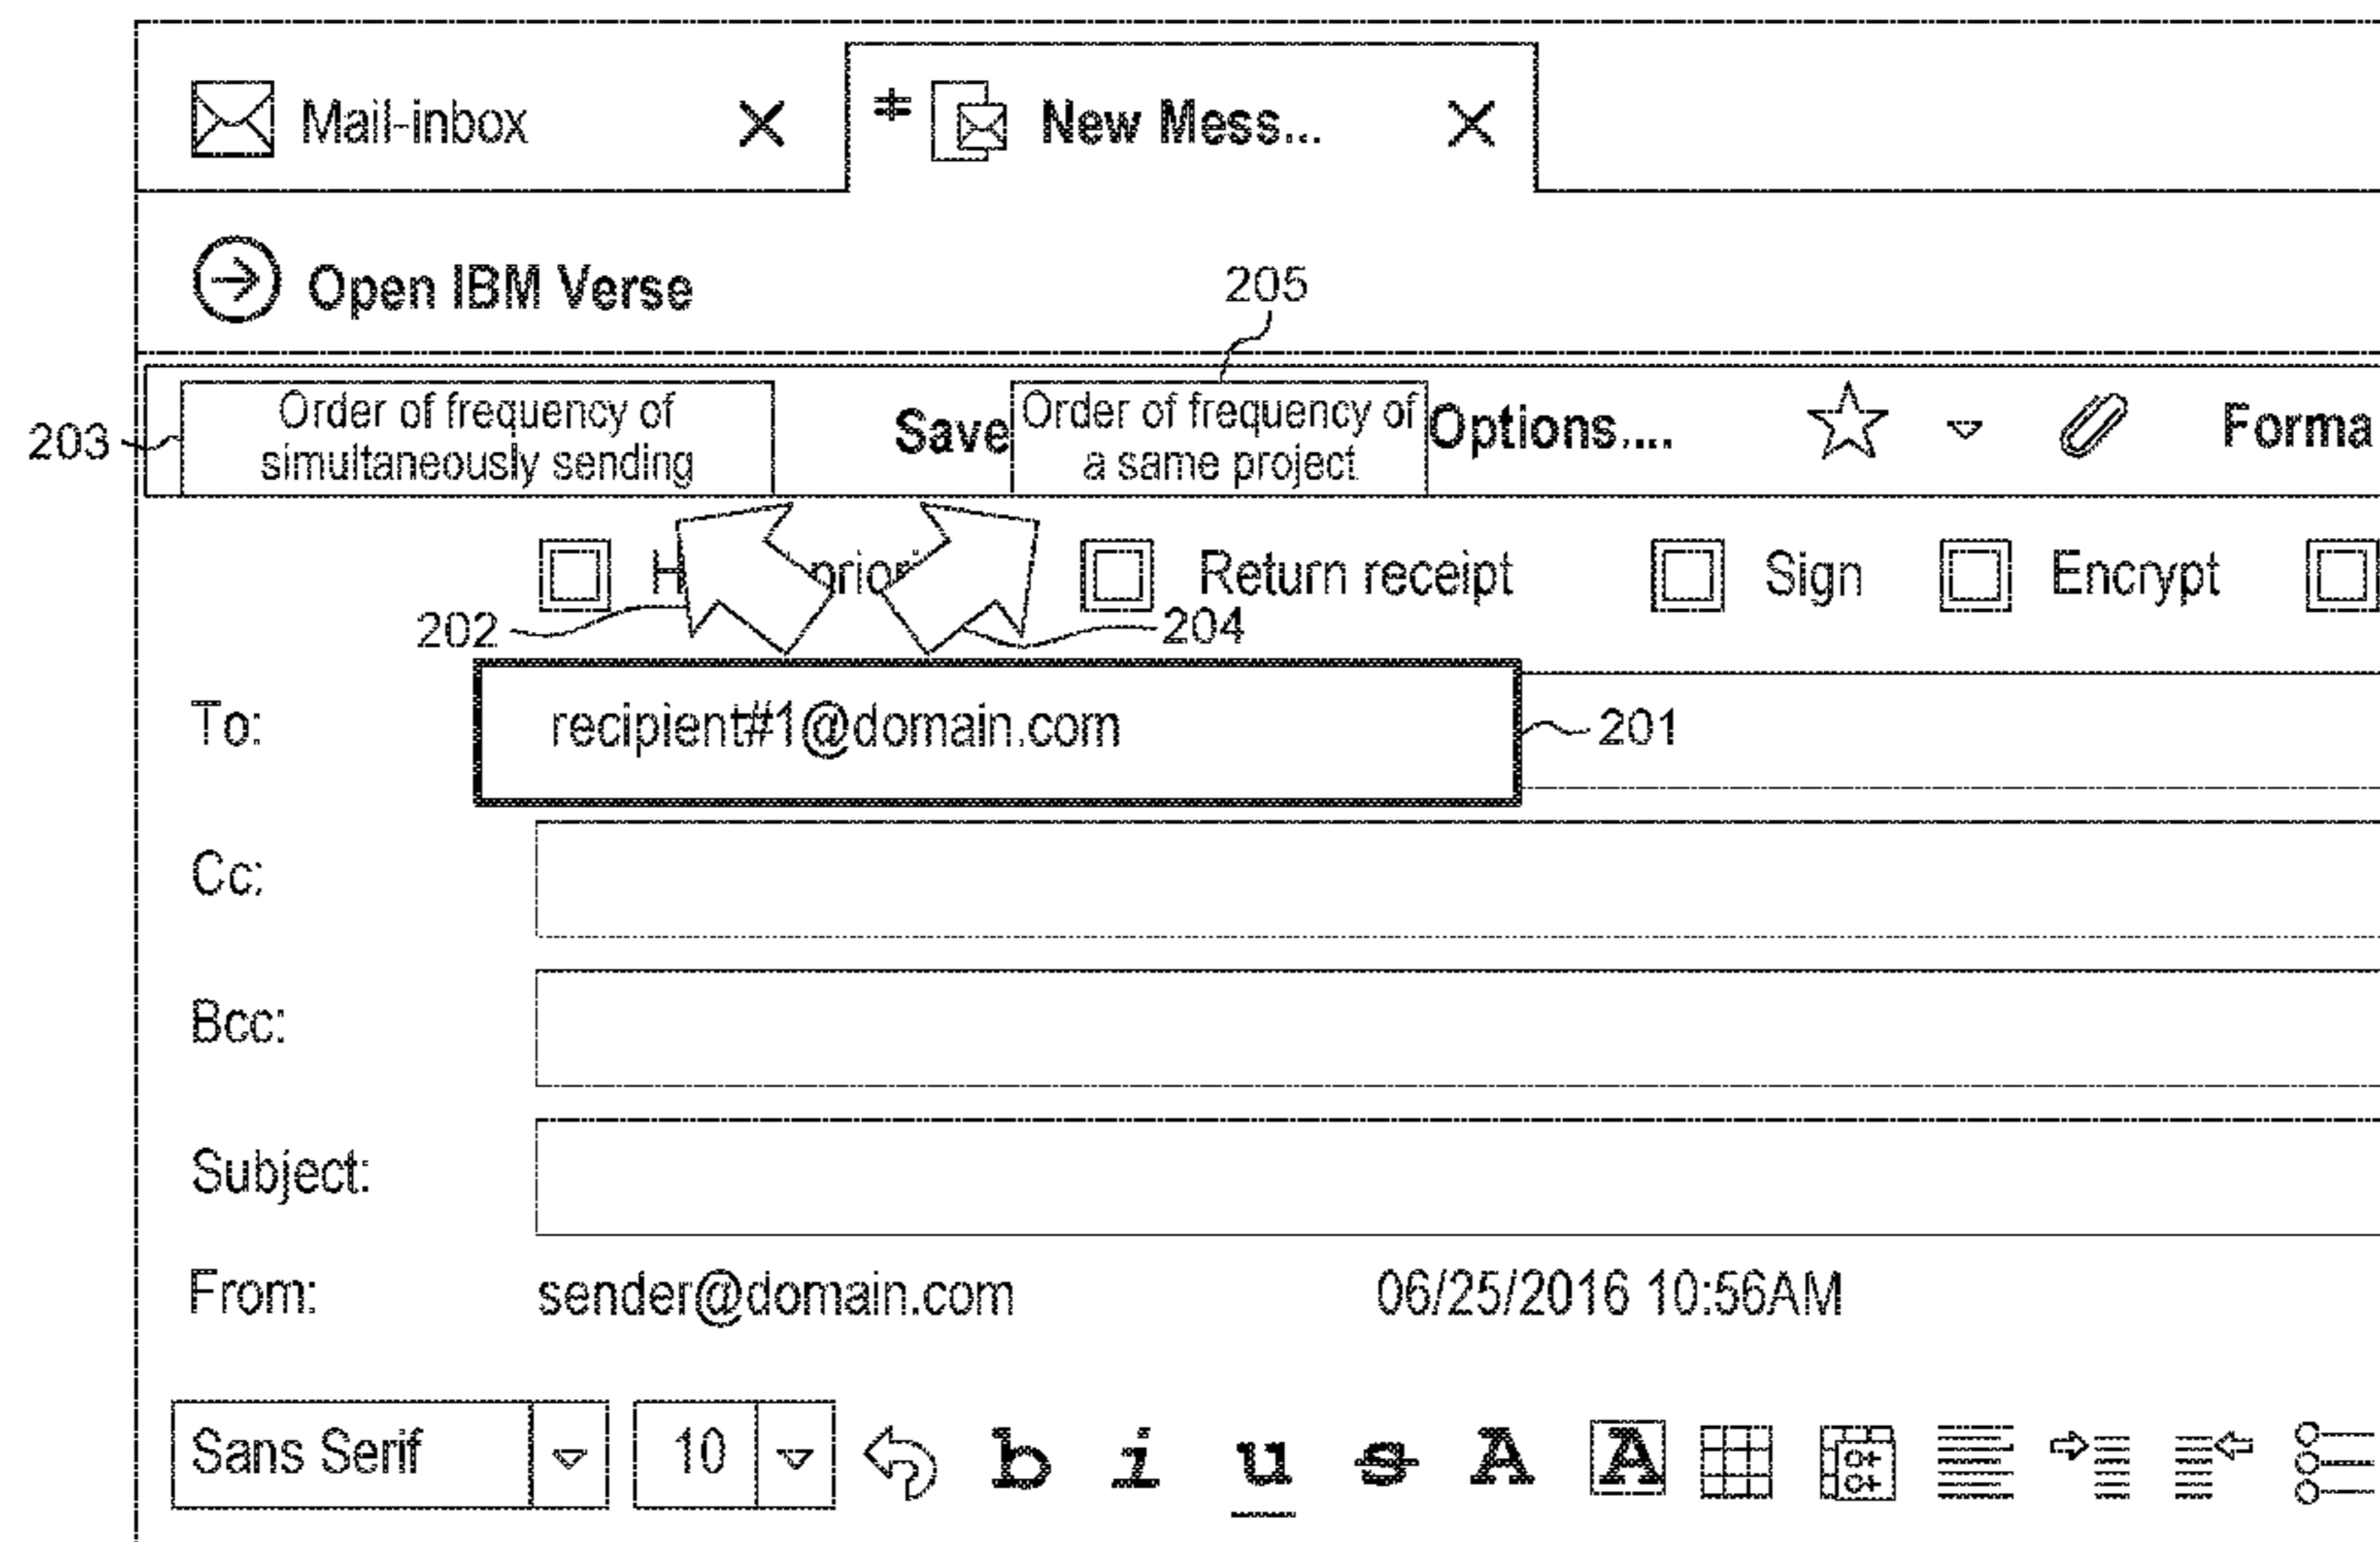 Mail-inbox New Mess...
Open IBM Verse
205
203
Order of frequency of
simultaneously sending
Save
Order of frequency of
a same project
Options....
Forma
Return receipt Sign Encrypt
202 204
To: recipient#1@domain.com 201
Cc:
Bcc:
Subject:
From: sender@domain.com 06/25/2016 10:56AM
Sans Serif 10 b i u s A A